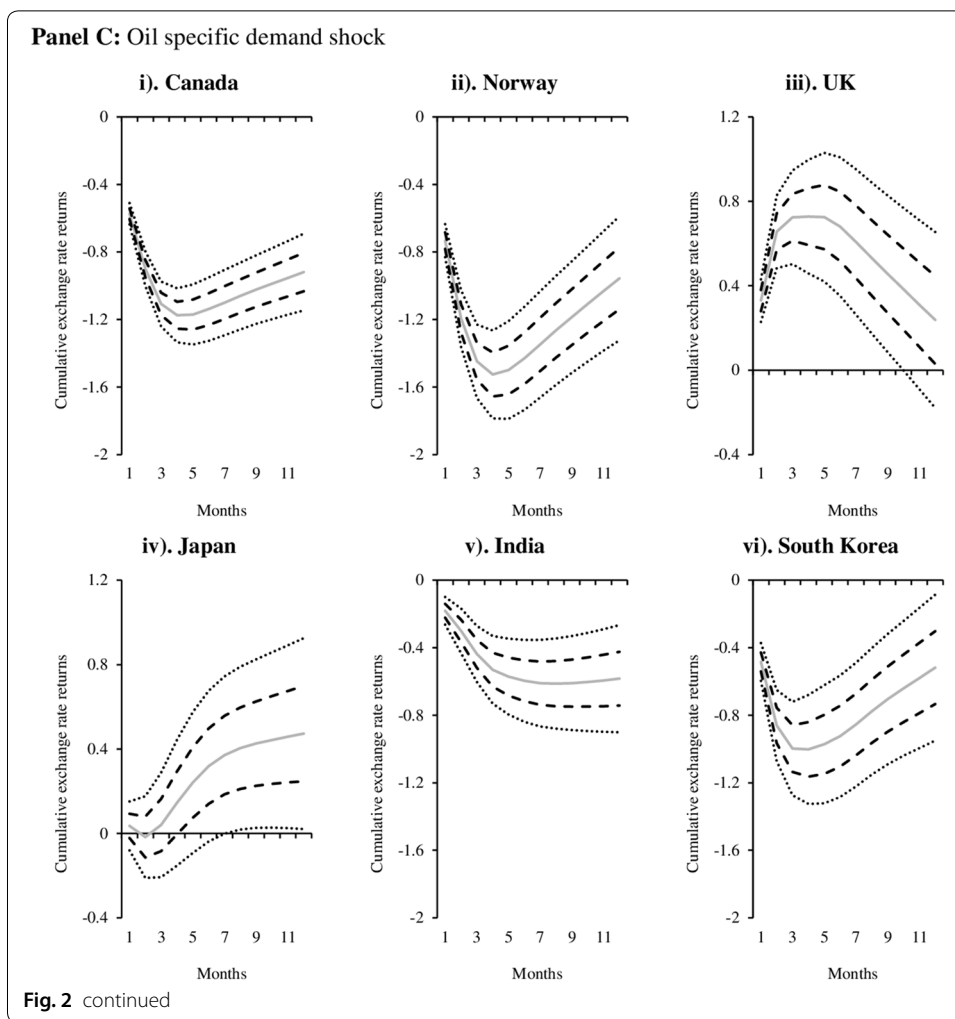 Panel C: Oil specific demand shock
i). Canada
Cumulative exchange rate returns
0
-0.4
-0.8
-1.2
-1.6
-2
1 3 5 7 9 11
Months
ii). Norway
Cumulative exchange rate returns
0
-0.4
-0.8
-1.2
-1.6
-2
1 3 5 7 9 11
Months
iii). UK
Cumulative exchange rate returns
1.2
0.8
0.4
0
-0.4
1 3 5 7 9 11
Months
iv). Japan
Cumulative exchange rate returns
1.2
0.8
0.4
0
-0.4
1 3 5 7 9 11
Months
v). India
Cumulative exchange rate returns
0
-0.4
-0.8
-1.2
-1.6
-2
1 3 5 7 9 11
Months
vi). South Korea
Cumulative exchange rate returns
0
-0.4
-0.8
-1.2
-1.6
-2
1 3 5 7 9 11
Months
Fig. 2 continued